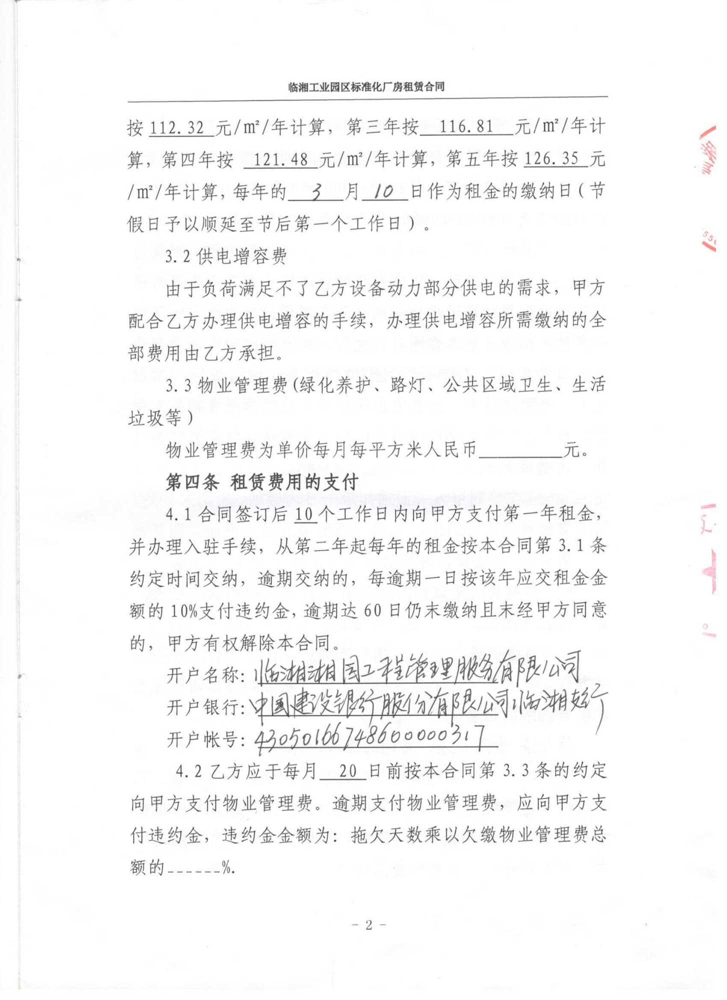 临湘工业园区标准化厂房租赁合同
按 112.32 元/㎡/年计算，第三年按 116.81 元/㎡/年计
算，第四年按 121.48 元/㎡/年计算，第五年按 126.35 元
/㎡/年计算，每年的 3 月 10 日作为租金的缴纳日（节
假日予以顺延至节后第一个工作日）。
3.2 供电增容费
由于负荷满足不了乙方设备动力部分供电的需求，甲方
配合乙方办理供电增容的手续，办理供电增容所需缴纳的全
部费用由乙方承担。
3.3 物业管理费（绿化养护、路灯、公共区域卫生、生活
垃圾等）
物业管理费为单价每月每平方米人民币________元。
第四条 租赁费用的支付
4.1 合同签订后 10 个工作日内向甲方支付第一年租金，
并办理入驻手续，从第二年起每年的租金按本合同第 3.1 条
约定时间交纳，逾期交纳的，每逾期一日按该年应交租金金
额的 10%支付违约金，逾期达 60 日仍末缴纳且末经甲方同意
的，甲方有权解除本合同。
开户名称：临湘湘园工程管理服务有限公司
开户银行：中国建设银行股份有限公司临湘支行
开户帐号：43050166748600000317
4.2 乙方应于每月 20 日前按本合同第 3.3 条的约定
向甲方支付物业管理费。逾期支付物业管理费，应向甲方支
付违约金，违约金金额为：拖欠天数乘以欠缴物业管理费总
额的______%.
- 2 -